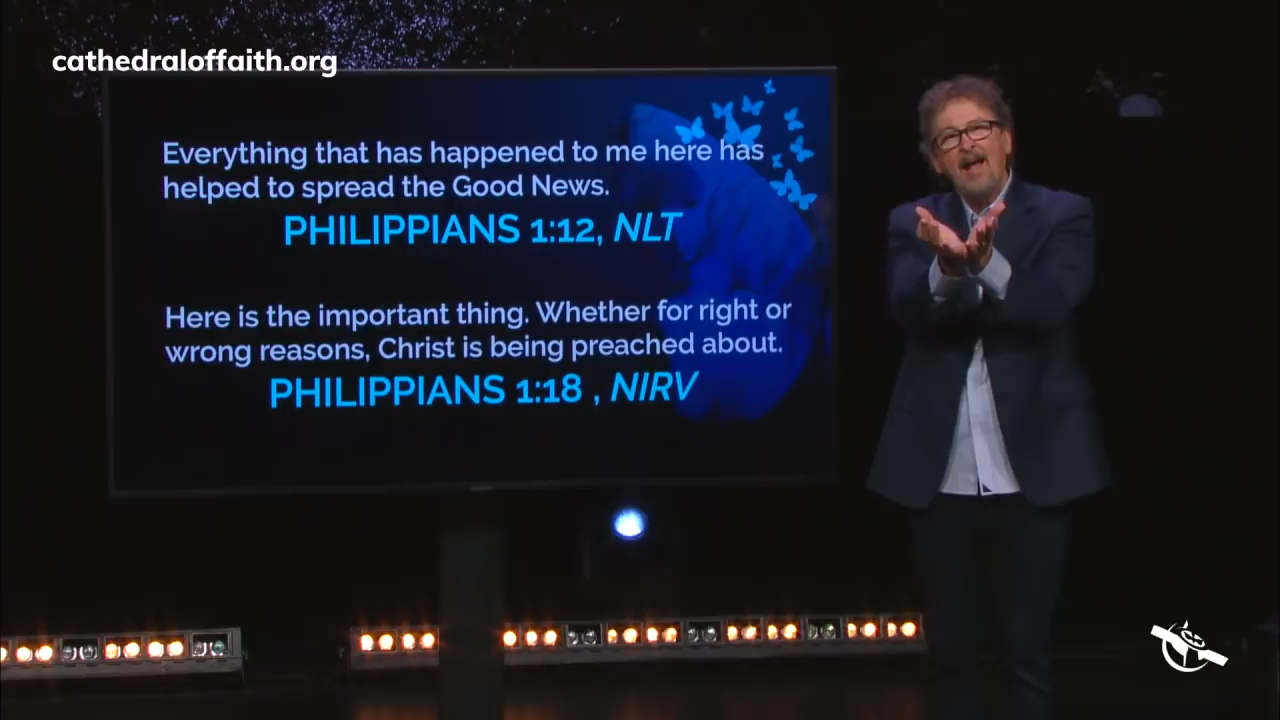 cathedraloffaith.org
Everything that has happened to me here has
helped to spread the Good News.
PHILIPPIANS 1:12, NLT
Here is the important thing. Whether for right or
wrong reasons, Christ is being preached about.
PHILIPPIANS 1:18 , NIRV